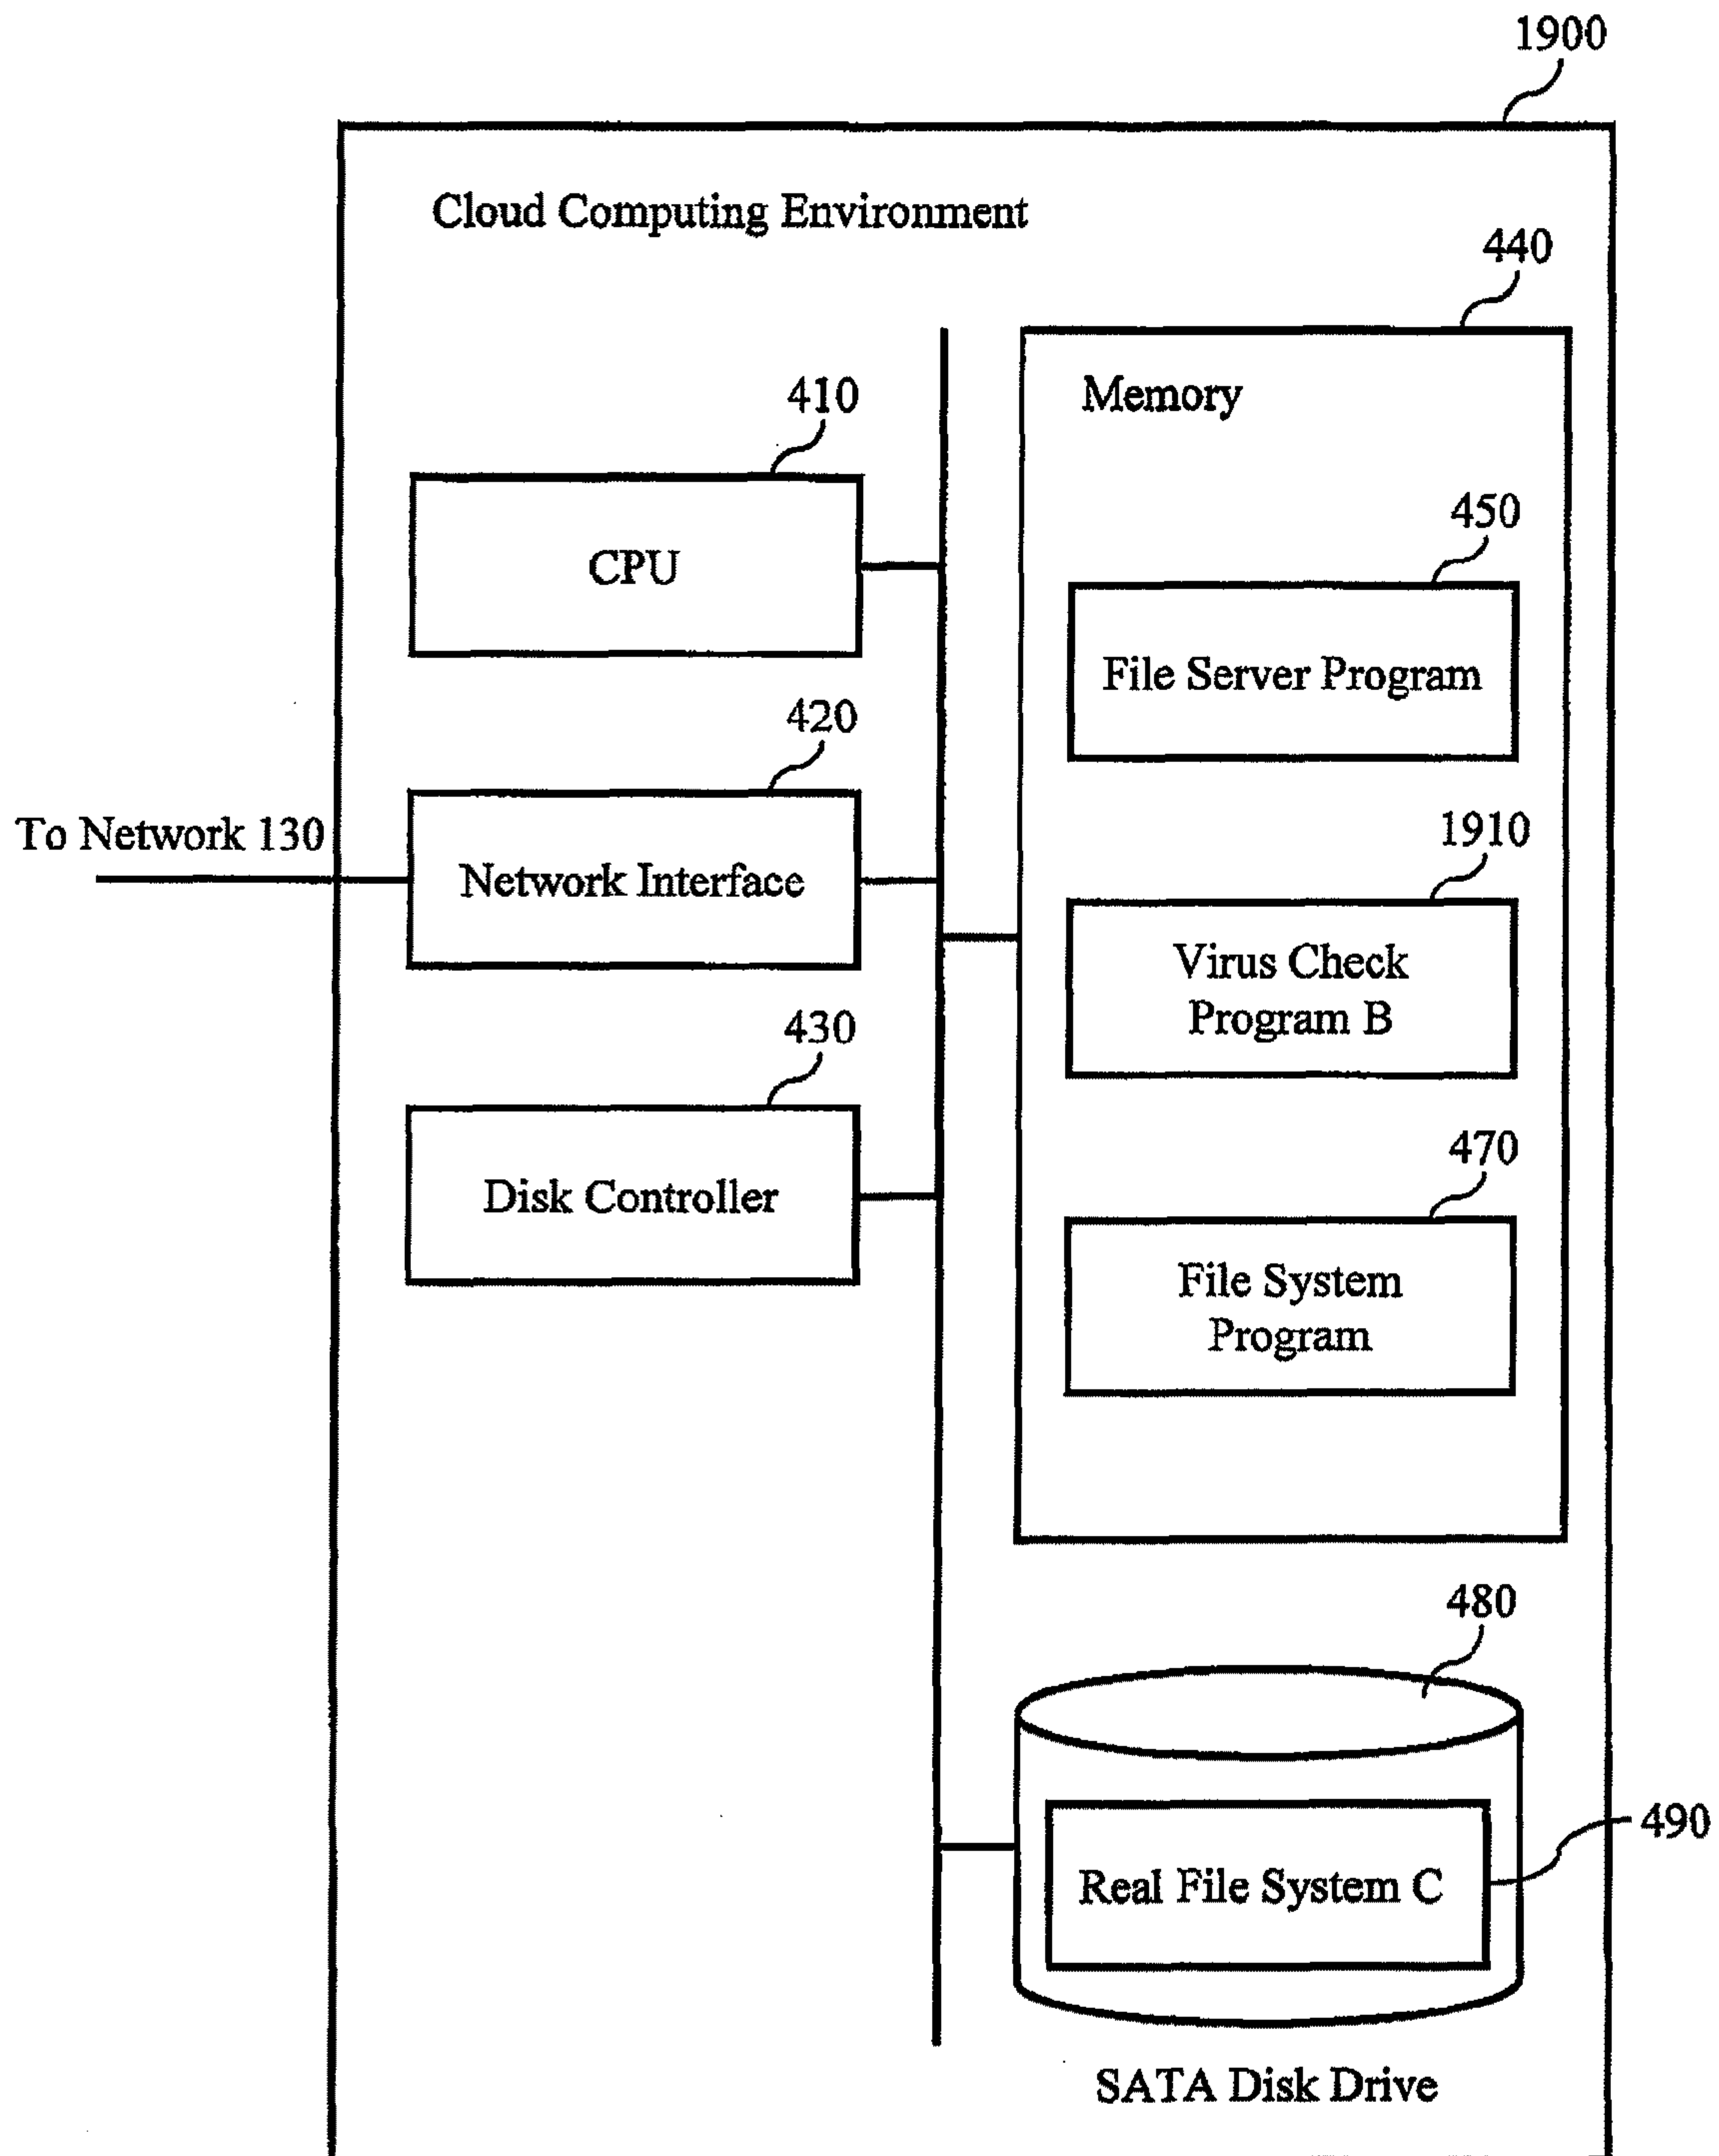 1900
Cloud Computing Environment
440
Memory
410
CPU
450
File Server Program
420
To Network 130
Network Interface
1910
Virus Check
Program B
430
Disk Controller
470
File System
Program
480
490
Real File System C
SATA Disk Drive